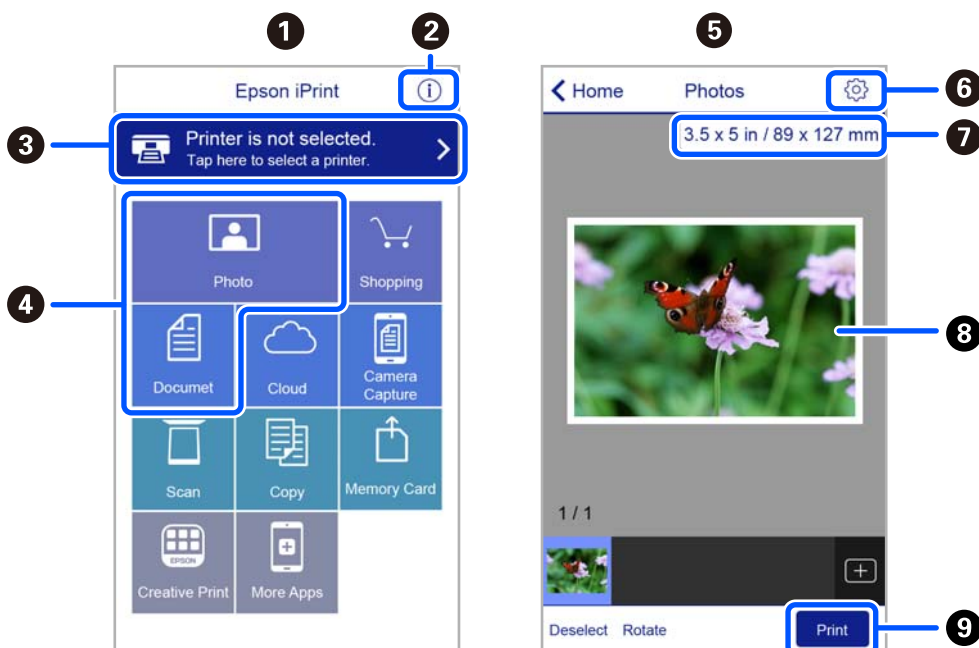 1
2
Epson iPrint
i
3
Printer is not selected.
Tap here to select a printer.
4
Photo
Shopping
Documet
Cloud
Camera
Capture
Scan
Copy
Memory Card
EPSON
Creative Print
More Apps
5
Home
Photos
6
3.5 x 5 in / 89 x 127 mm
7
8
1 / 1
Deselect
Rotate
Print
9